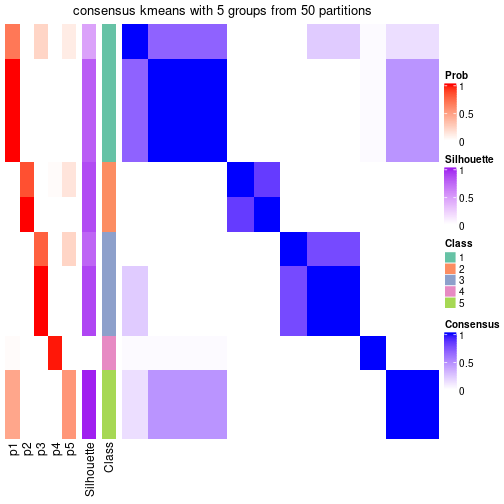 consensus kmeans with 5 groups from 50 partitions
Prob
1
0.5
0
Silhouette
1
0.5
0
Class
1
2
3
4
5
Consensus
1
0.5
0
p1
p2
p3
p4
p5
Silhouette
Class